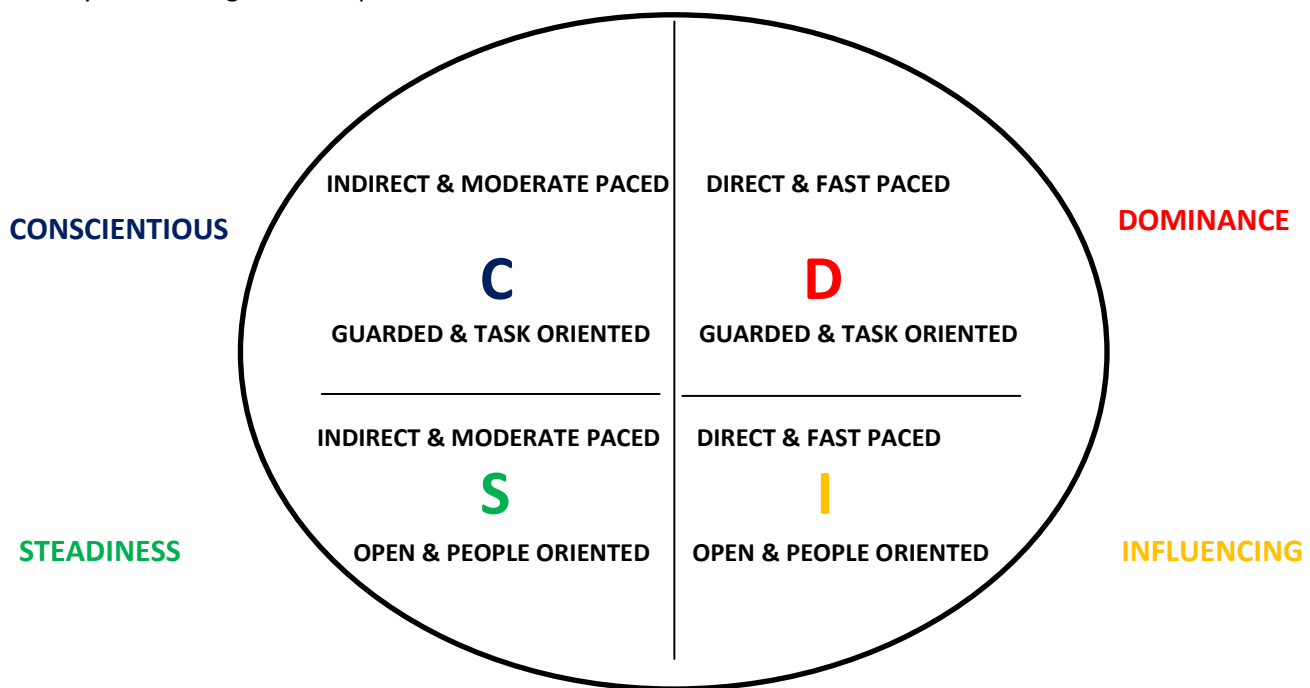 INDIRECT & MODERATE PACED
DIRECT & FAST PACED
CONSCIENTIOUS
DOMINANCE
C
D
GUARDED & TASK ORIENTED
GUARDED & TASK ORIENTED
INDIRECT & MODERATE PACED
DIRECT & FAST PACED
S
I
STEADINESS
OPEN & PEOPLE ORIENTED
OPEN & PEOPLE ORIENTED
INFLUENCING